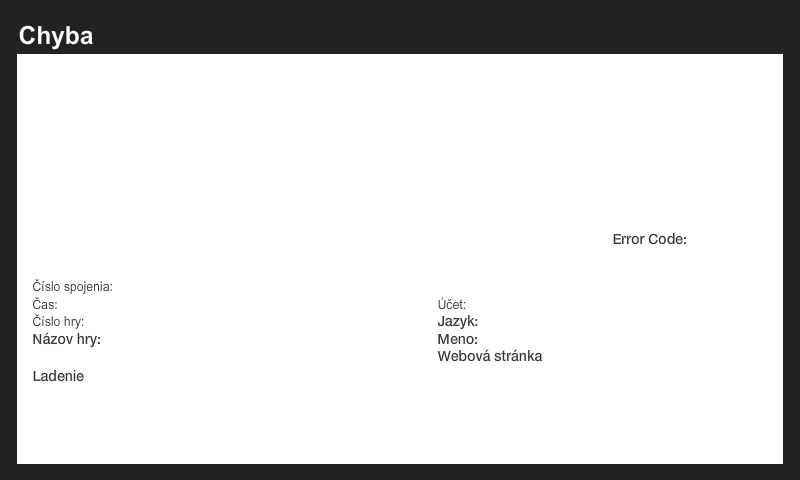 Chyba
Error Code:
Číslo spojenia:
Čas:
Číslo hry:
Názov hry:
Ladenie
Účet:
Jazyk:
Meno:
Webová stránka